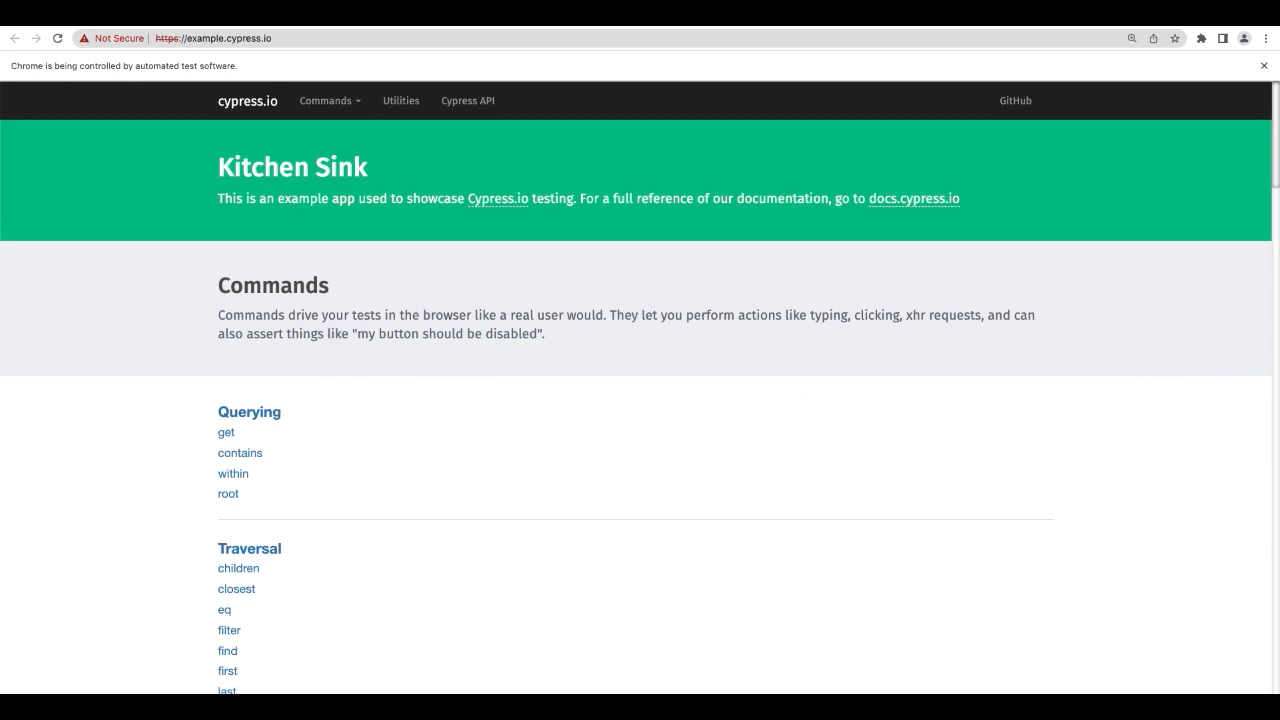 Not Secure https://example.cypress.io
Chrome is being controlled by automated test software.
cypress.io Commands Utilities Cypress API GitHub
Kitchen Sink
This is an example app used to showcase Cypress.io testing. For a full reference of our documentation, go to docs.cypress.io
Commands
Commands drive your tests in the browser like a real user would. They let you perform actions like typing, clicking, xhr requests, and can
also assert things like "my button should be disabled".
Querying
get
contains
within
root
Traversal
children
closest
eq
filter
find
first
last